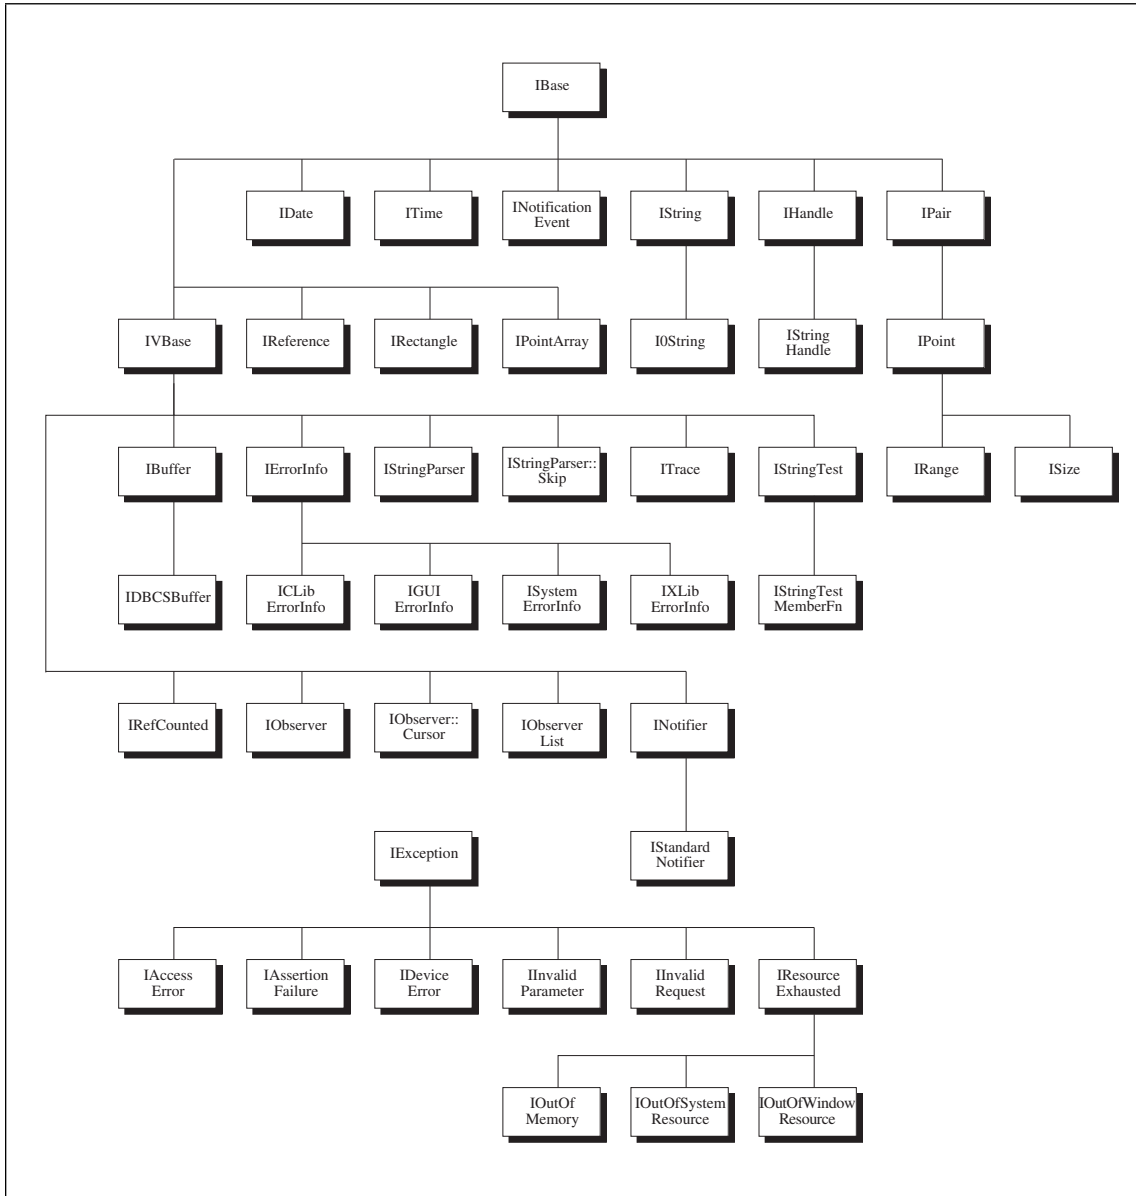 IBase
IDate
ITime
INotification
Event
IString
IHandle
IPair
IVBase
IReference
IRectangle
IPointArray
I0String
IString
Handle
IPoint
IBuffer
IErrorInfo
IStringParser
IStringParser::
Skip
ITrace
IStringTest
IRange
ISize
IDBCSBuffer
ICLib
ErrorInfo
IGUI
ErrorInfo
ISystem
ErrorInfo
IXLib
ErrorInfo
IStringTest
MemberFn
IRefCounted
IObserver
IObserver::
Cursor
IObserver
List
INotifier
IException
IStandard
Notifier
IAccess
Error
IAssertion
Failure
IDevice
Error
IInvalid
Parameter
IInvalid
Request
IResource
Exhausted
IOutOf
Memory
IOutOfSystem
Resource
IOutOfWindow
Resource